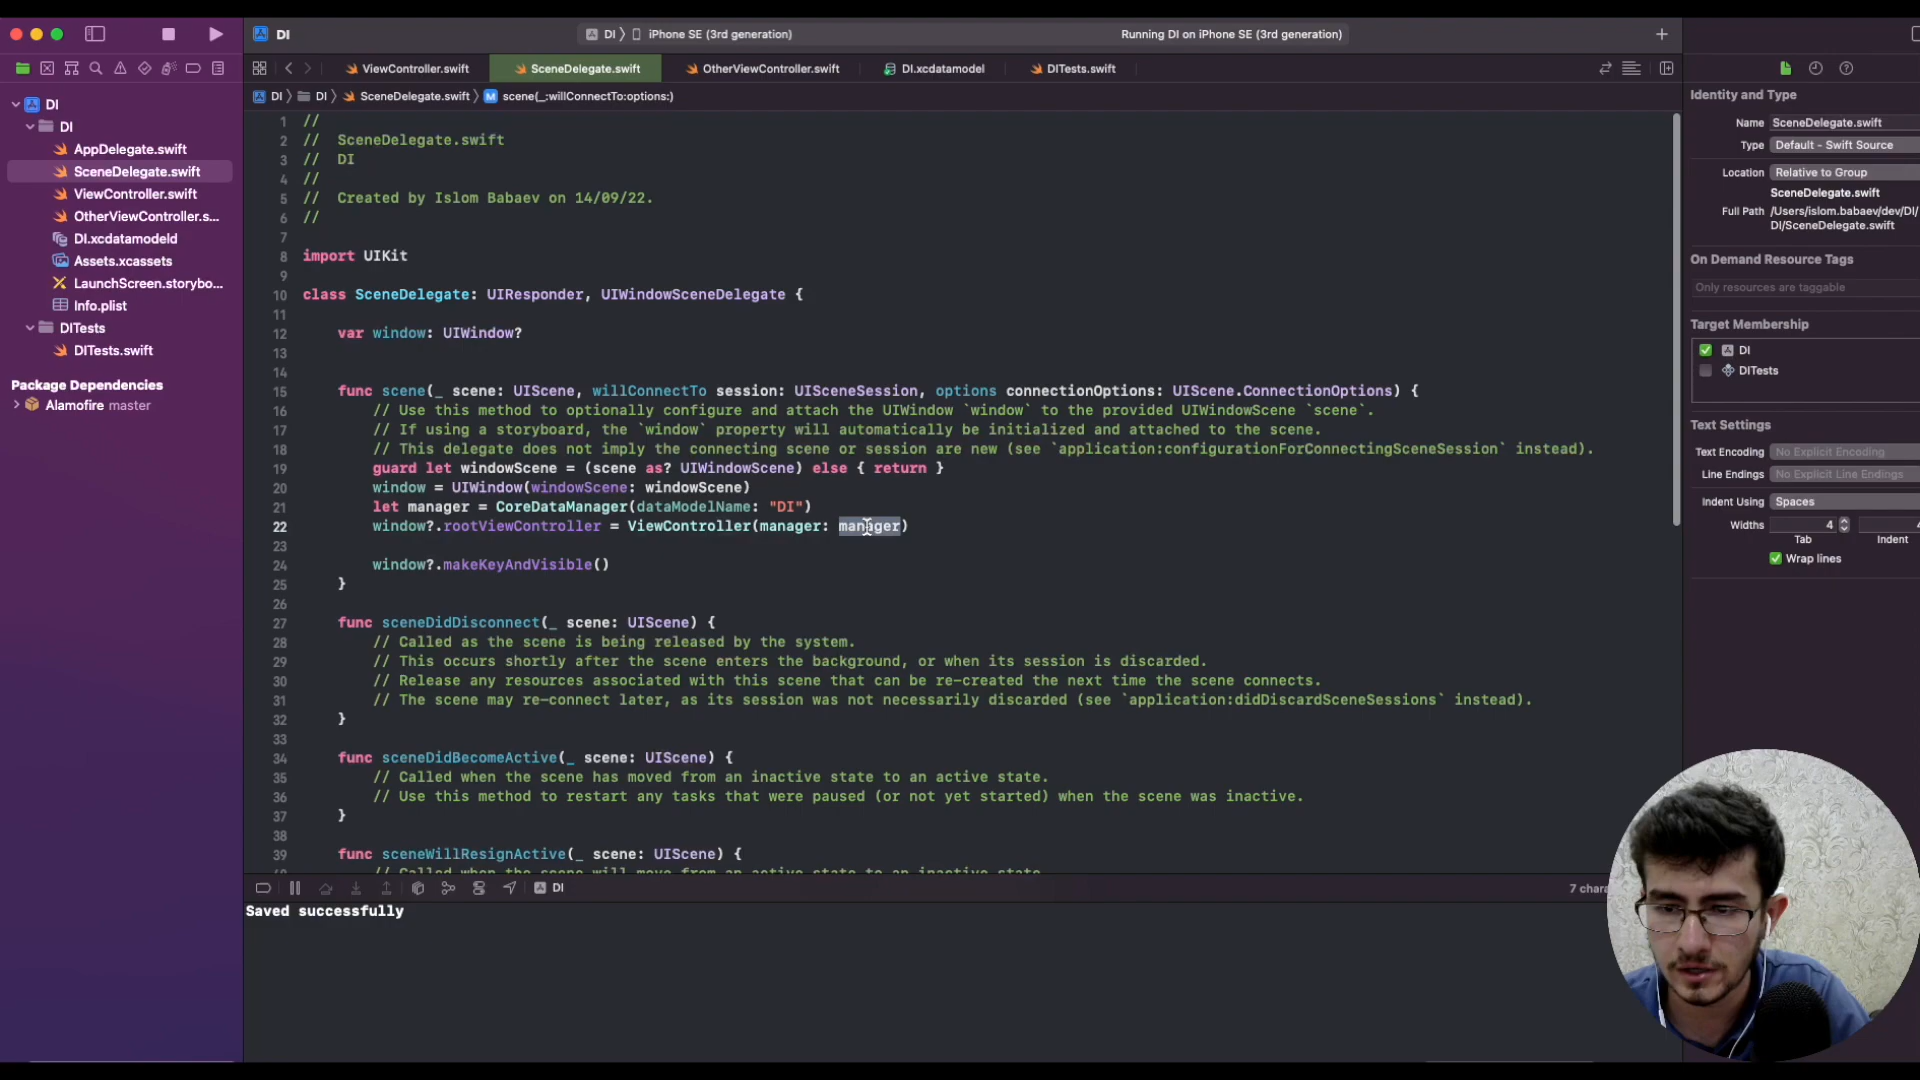 DI
DI
iPhone SE (3rd generation)
Running DI on iPhone SE (3rd generation)
ViewController.swift
SceneDelegate.swift
OtherViewController.swift
DI.xcdatamodel
DITests.swift
DI
DI
SceneDelegate.swift
M
scene(_:willConnectTo:options:)
DI
DI
AppDelegate.swift
SceneDelegate.swift
ViewController.swift
OtherViewController.s...
DI.xcdatamodeld
Assets.xcassets
LaunchScreen.storybo...
Info.plist
DITests
DITests.swift
Package Dependencies
Alamofire master
1 //
2 //  SceneDelegate.swift
3 //  DI
4 //
5 //  Created by Islom Babaev on 14/09/22.
6 //
7
8 import UIKit
9
10 class SceneDelegate: UIResponder, UIWindowSceneDelegate {
11
12     var window: UIWindow?
13
14
15     func scene(_ scene: UIScene, willConnectTo session: UISceneSession, options connectionOptions: UIScene.ConnectionOptions) {
16         // Use this method to optionally configure and attach the UIWindow `window` to the provided UIWindowScene `scene`.
17         // If using a storyboard, the `window` property will automatically be initialized and attached to the scene.
18         // This delegate does not imply the connecting scene or session are new (see `application:configurationForConnectingSceneSession` instead).
19         guard let windowScene = (scene as? UIWindowScene) else { return }
20         window = UIWindow(windowScene: windowScene)
21         let manager = CoreDataManager(dataModelName: "DI")
22         window?.rootViewController = ViewController(manager: manager)
23
24         window?.makeKeyAndVisible()
25     }
26
27     func sceneDidDisconnect(_ scene: UIScene) {
28         // Called as the scene is being released by the system.
29         // This occurs shortly after the scene enters the background, or when its session is discarded.
30         // Release any resources associated with this scene that can be re-created the next time the scene connects.
31         // The scene may re-connect later, as its session was not necessarily discarded (see `application:didDiscardSceneSessions` instead).
32     }
33
34     func sceneDidBecomeActive(_ scene: UIScene) {
35         // Called when the scene has moved from an inactive state to an active state.
36         // Use this method to restart any tasks that were paused (or not yet started) when the scene was inactive.
37     }
38
39     func sceneWillResignActive(_ scene: UIScene) {
// Called when the scene will move from an active state to an inactive state
DI
7 chara
Saved successfully
Identity and Type
Name SceneDelegate.swift
Type Default - Swift Source
Location Relative to Group
SceneDelegate.swift
Full Path /Users/islom.babaev/dev/DI/
DI/SceneDelegate.swift
On Demand Resource Tags
Only resources are taggable
Target Membership
DI
DITests
Text Settings
Text Encoding No Explicit Encoding
Line Endings No Explicit Line Endings
Indent Using Spaces
Widths 4 4
Tab Indent
Wrap lines